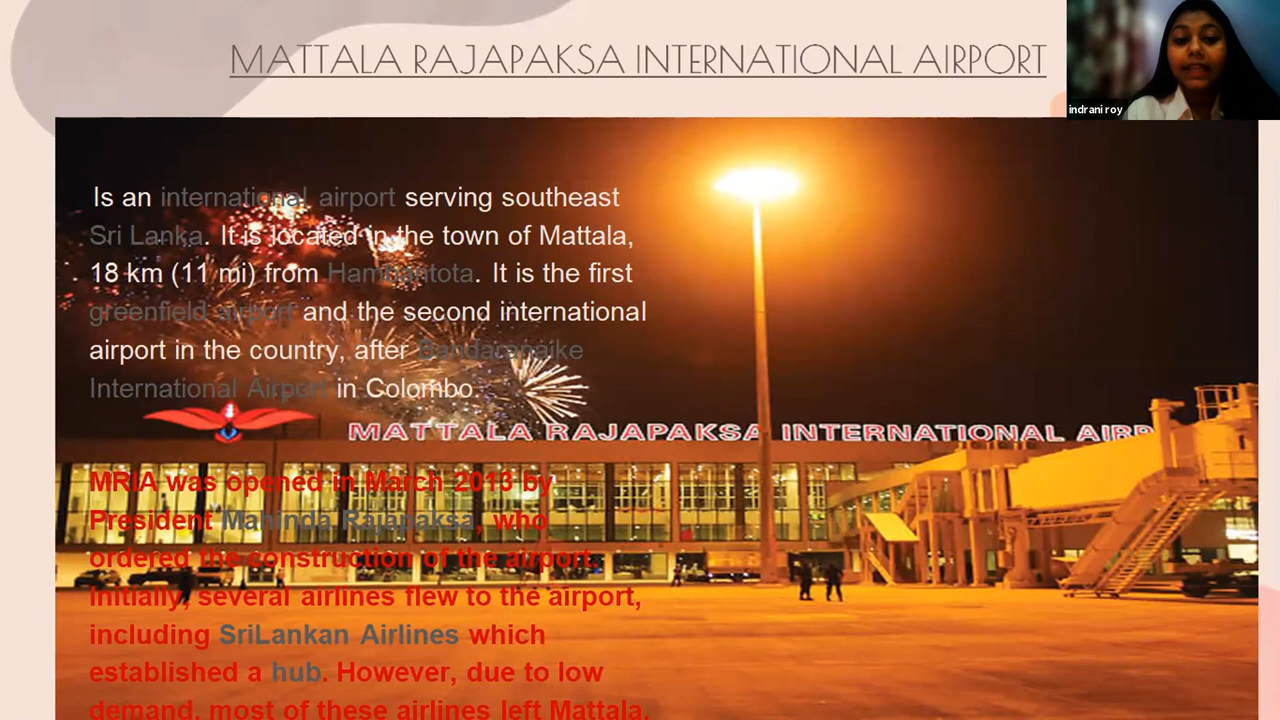 MATTALA RAJAPAKSA INTERNATIONAL AIRPORT
indrani roy
Is an international airport serving southeast
Sri Lanka. It is located in the town of Mattala,
18 km (11 mi) from Hambantota. It is the first
greenfield airport and the second international
airport in the country, after Bandaranaike
International Airport in Colombo.
MATTALA RAJAPAKSA INTERNATIONAL AIRP
MRIA was opened in March 2013 by
President Mahinda Rajapaksa, who
ordered the construction of the airport.
Initially, several airlines flew to the airport,
including SriLankan Airlines which
established a hub. However, due to low
demand, most of these airlines left Mattala.